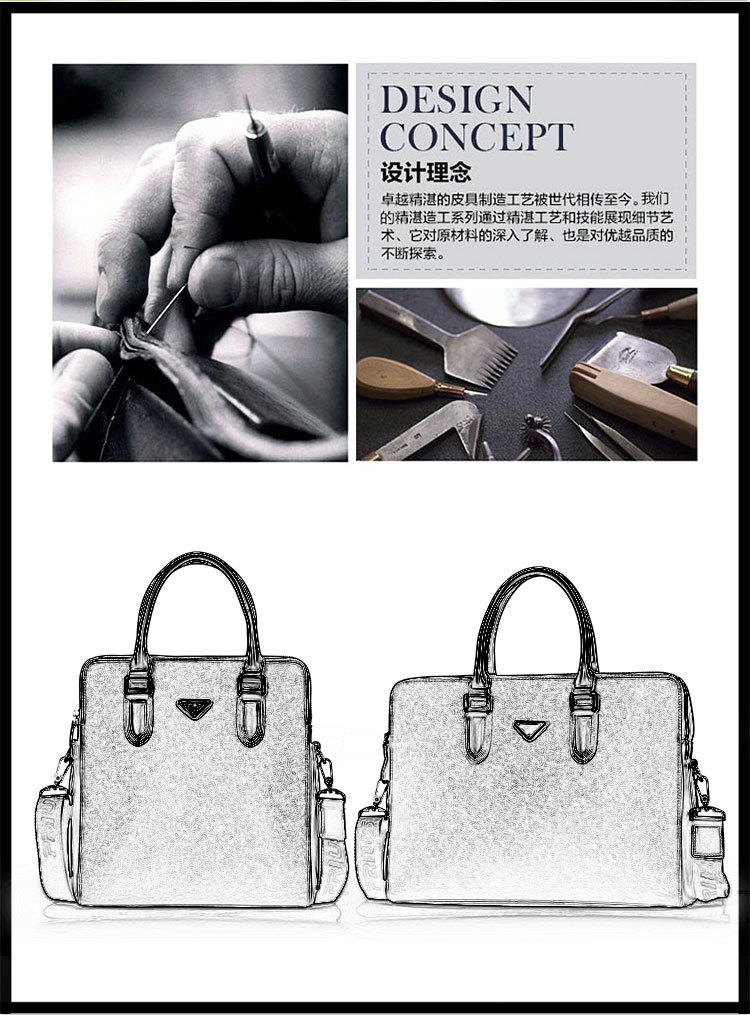 DESIGN
CONCEPT
设计理念
卓越精湛的皮具制造工艺被世代相传至今。我们
的精湛造工系列通过精湛工艺和技能展现细节艺
术、它对原材料的深入了解、也是对优越品质的
不断探索。